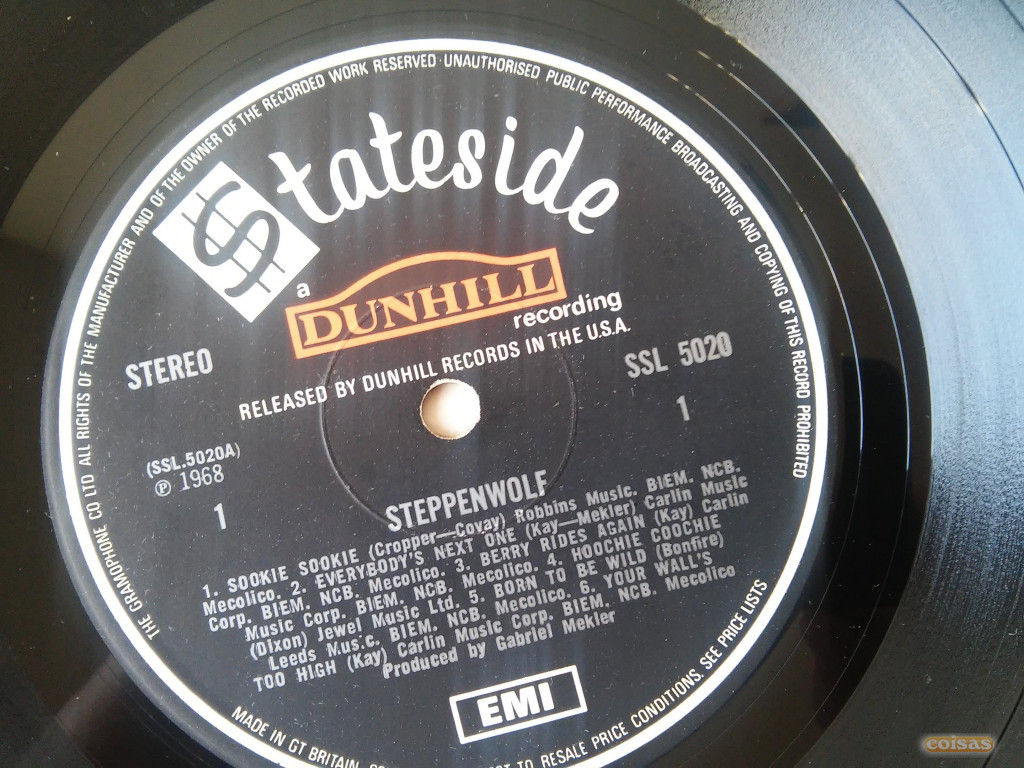 THE GRAMOPHONE CO LTD ALL RIGHTS OF THE MANUFACTURER AND OF THE OWNER OF THE RECORDED WORK RESERVED · UNAUTHORISED PUBLIC PERFORMANCE BROADCASTING AND COPYING OF THIS RECORD PROHIBITED
Stateside
a
DUNHILL
recording
RELEASED BY DUNHILL RECORDS IN THE U.S.A.
STEREO
SSL 5020
1
(SSL.5020A)
℗ 1968
1
STEPPENWOLF
1. SOOKIE SOOKIE (Cropper—Covay) Robbins Music. BIEM. NCB.
Mecolico. 2. EVERYBODY'S NEXT ONE (Kay—Mekler) Carlin Music
Corp. BIEM. NCB. Mecolico. 3. BERRY RIDES AGAIN (Kay) Carlin
Music Corp. BIEM. NCB. Mecolico. 4. HOOCHIE COOCHIE
(Dixon) Jewel Music Ltd. 5. BORN TO BE WILD (Bonfire)
Leeds Music, BIEM. NCB. Mecolico. 6. YOUR WALL'S
TOO HIGH (Kay) Carlin Music Corp. BIEM. NCB. Mecolico
Produced by Gabriel Mekler
EMI
MADE IN GT BRITAIN. TO RESALE PRICE CONDITIONS. SEE PRICE LISTS
coisas